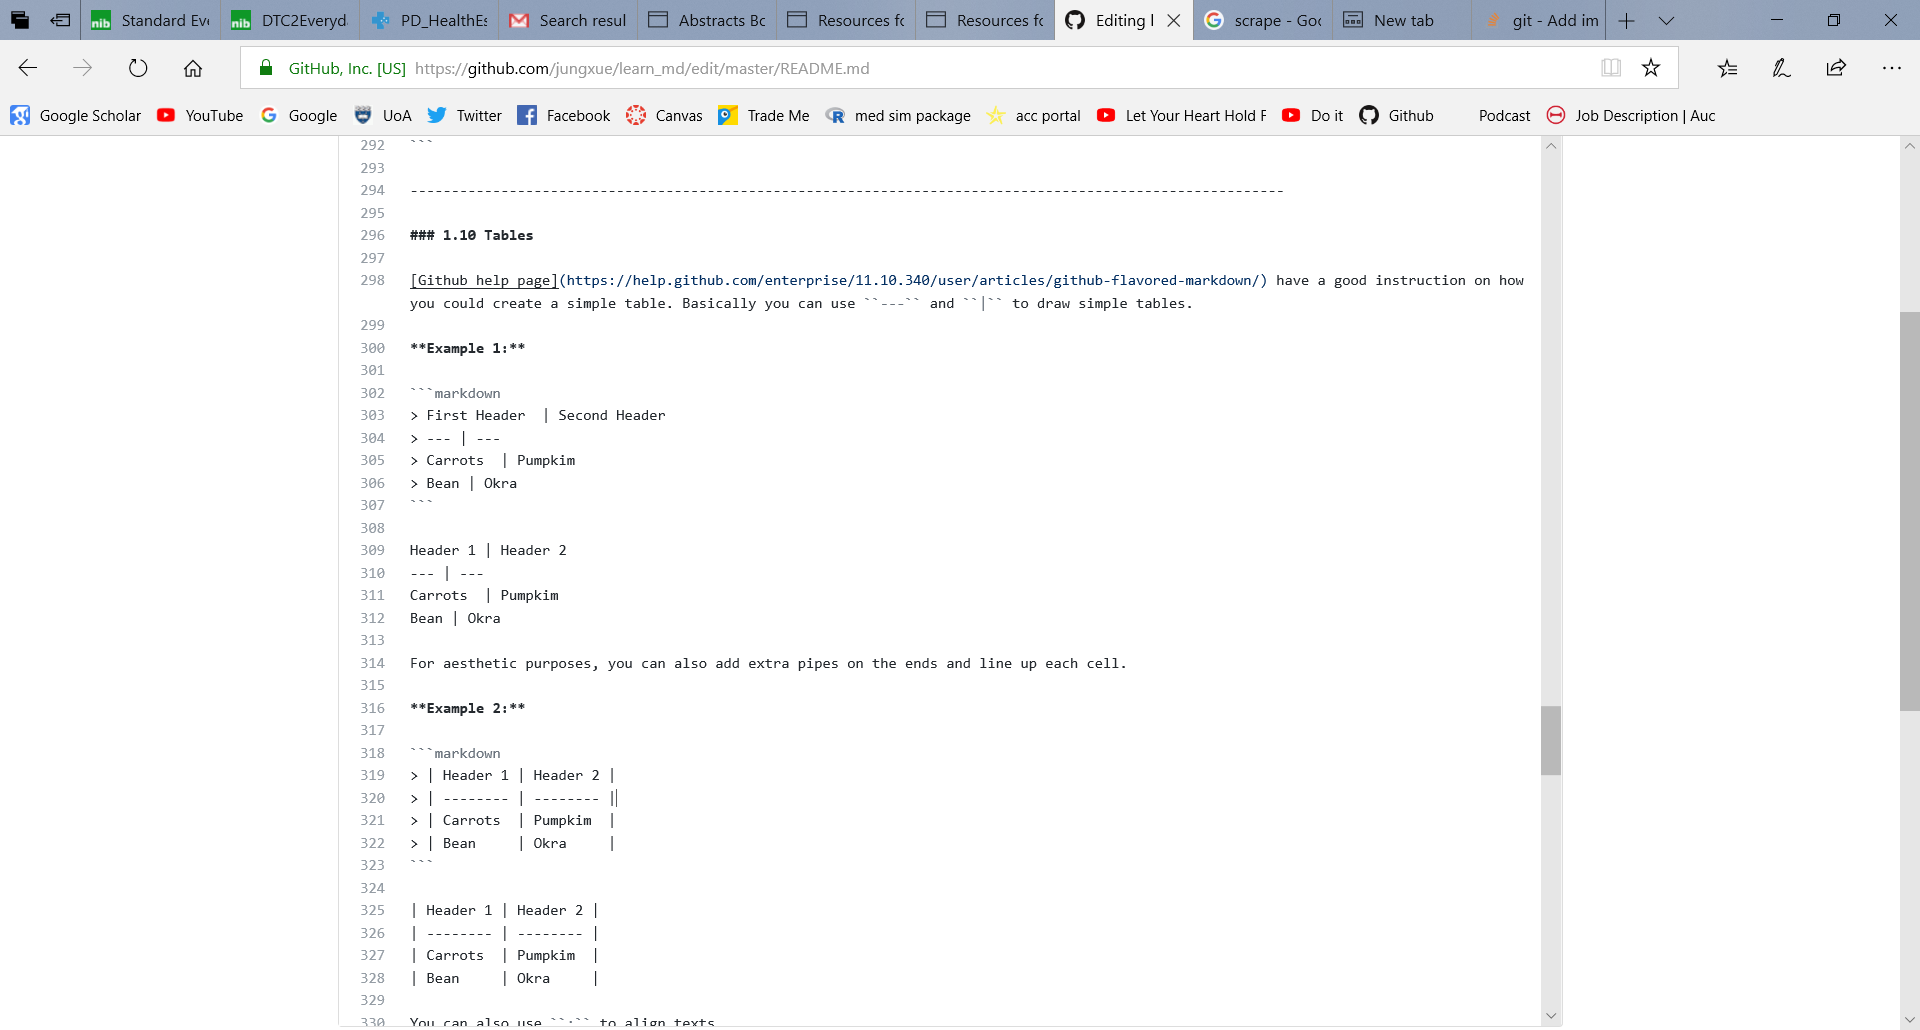 Standard Ev
DTC2Everyd
PD_HealthEs
Search resul
Abstracts Bo
Resources fo
Resources fo
Editing l
scrape - Goo
New tab
git - Add im
GitHub, Inc. [US] https://github.com/jungxue/learn_md/edit/master/README.md
Google Scholar YouTube Google UoA Twitter Facebook Canvas Trade Me med sim package acc portal Let Your Heart Hold F Do it Github Podcast Job Description | Auc
292 ```
293
294 ----------------------------------------------------------------------------------------------------------
295
296 ### 1.10 Tables
297
298 [Github help page](https://help.github.com/enterprise/11.10.340/user/articles/github-flavored-markdown/) have a good instruction on how
you could create a simple table. Basically you can use ``---`` and ``|`` to draw simple tables.
299
300 **Example 1:**
301
302 ```markdown
303 > First Header  | Second Header
304 > --- | ---
305 > Carrots  | Pumpkim
306 > Bean | Okra
307 ```
308
309 Header 1 | Header 2
310 --- | ---
311 Carrots  | Pumpkim
312 Bean | Okra
313
314 For aesthetic purposes, you can also add extra pipes on the ends and line up each cell.
315
316 **Example 2:**
317
318 ```markdown
319 > | Header 1 | Header 2 |
320 > | -------- | -------- |
321 > | Carrots  | Pumpkim  |
322 > | Bean     | Okra     |
323 ```
324
325 | Header 1 | Header 2 |
326 | -------- | -------- |
327 | Carrots  | Pumpkim  |
328 | Bean     | Okra     |
329
330 You can also use ``:`` to align texts